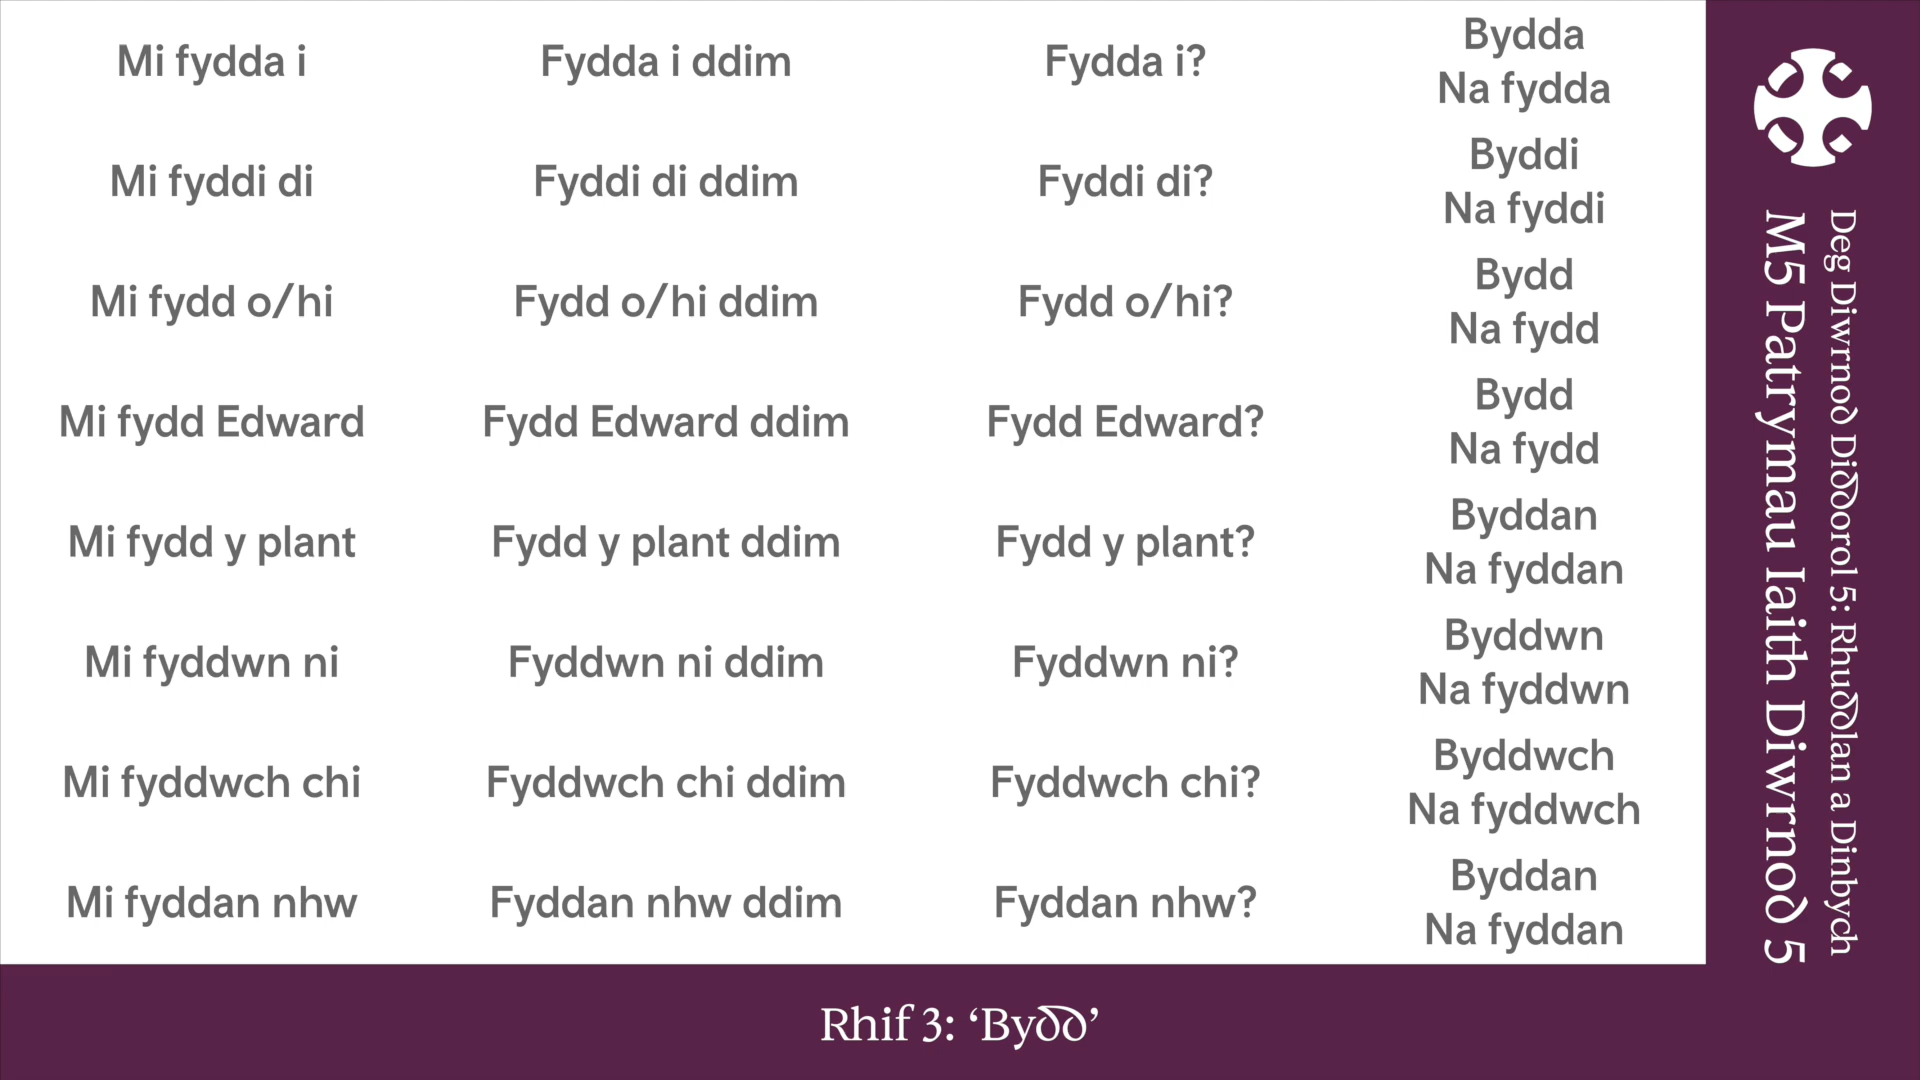 Mi fydda i
Fydda i ddim
Fydda i?
Bydda
Na fydda
Mi fyddi di
Fyddi di ddim
Fyddi di?
Byddi
Na fyddi
Mi fydd o/hi
Fydd o/hi ddim
Fydd o/hi?
Bydd
Na fydd
Mi fydd Edward
Fydd Edward ddim
Fydd Edward?
Bydd
Na fydd
Mi fydd y plant
Fydd y plant ddim
Fydd y plant?
Byddan
Na fyddan
Mi fyddwn ni
Fyddwn ni ddim
Fyddwn ni?
Byddwn
Na fyddwn
Mi fyddwch chi
Fyddwch chi ddim
Fyddwch chi?
Byddwch
Na fyddwch
Mi fyddan nhw
Fyddan nhw ddim
Fyddan nhw?
Byddan
Na fyddan
Deg Diwrnod Diddorol 5: Rhuddlan a Dinbych
M5 Patrymau Iaith Diwrnod 5
Rhif 3: ‘Bydd’